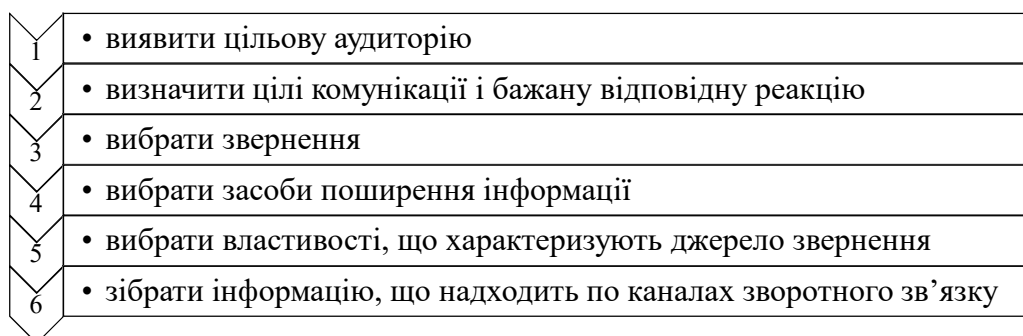 1 • виявити цільову аудиторію
2 • визначити цілі комунікації і бажану відповідну реакцію
3 • вибрати звернення
4 • вибрати засоби поширення інформації
5 • вибрати властивості, що характеризують джерело звернення
6 • зібрати інформацію, що надходить по каналах зворотного зв’язку